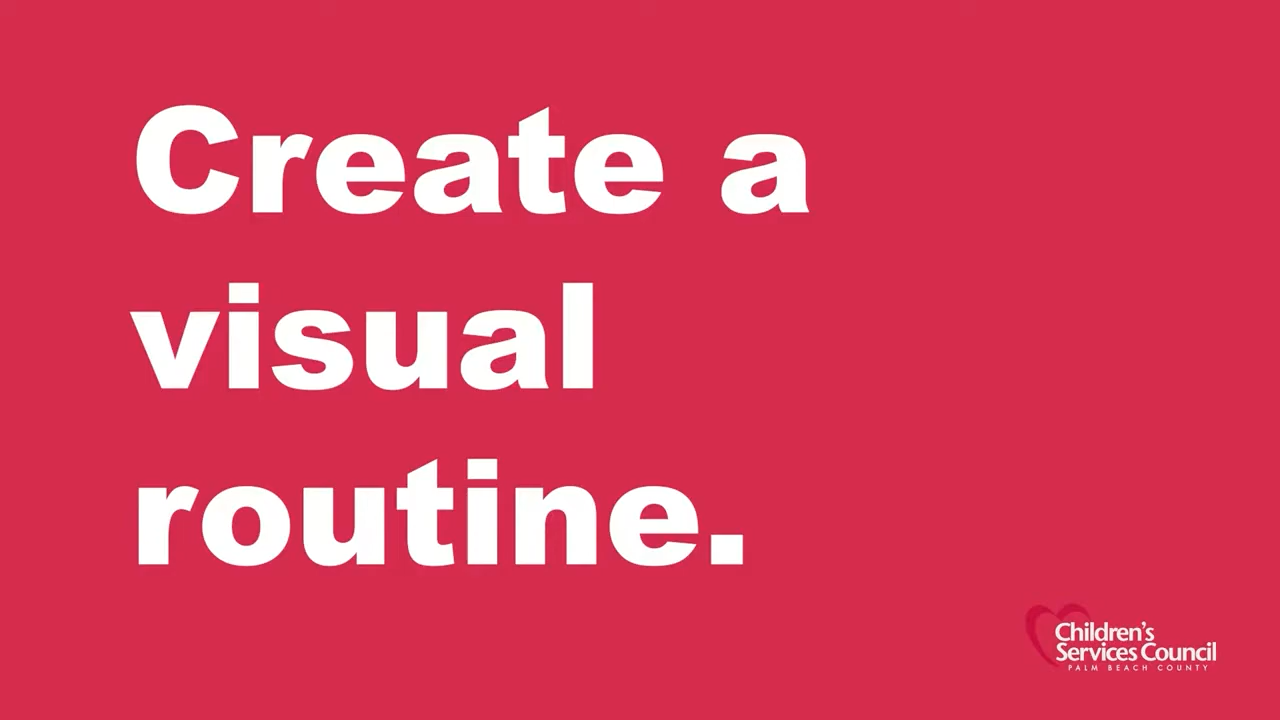 Create a
visual
routine.
Children's
Services Council
PALM BEACH COUNTY